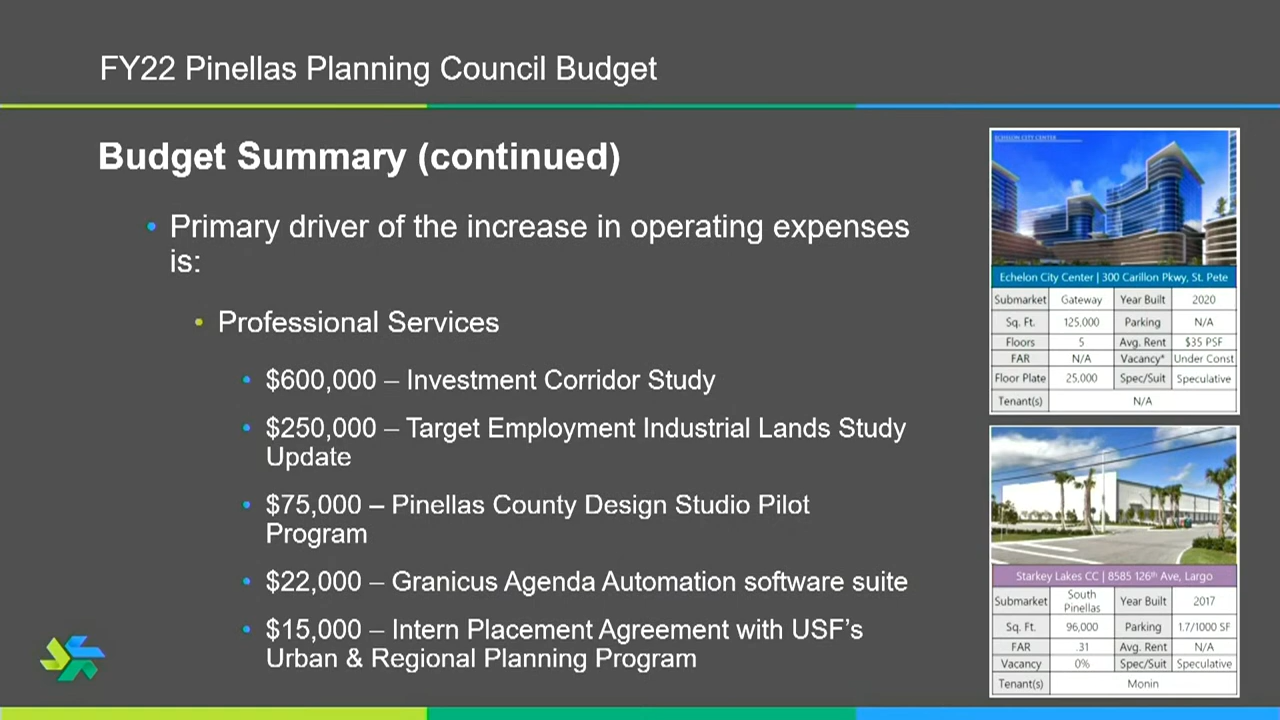 FY22 Pinellas Planning Council Budget
Budget Summary (continued)
• Primary driver of the increase in operating expenses
is:
• Professional Services
• $600,000 – Investment Corridor Study
• $250,000 – Target Employment Industrial Lands Study
Update
• $75,000 – Pinellas County Design Studio Pilot
Program
• $22,000 – Granicus Agenda Automation software suite
• $15,000 – Intern Placement Agreement with USF's
Urban & Regional Planning Program
ECHELON CITY CENTER
Echelon City Center | 300 Carillon Pkwy, St. Pete
Submarket Gateway Year Built 2020
Sq. Ft. 125,000 Parking N/A
Floors 5 Avg. Rent $35 PSF
FAR N/A Vacancy* Under Const
Floor Plate 25,000 Spec/Suit Speculative
Tenant(s) N/A
Starkey Lakes CC | 8585 126th Ave, Largo
Submarket South Pinellas Year Built 2017
Sq. Ft. 96,000 Parking 1.7/1000 SF
FAR .31 Avg. Rent N/A
Vacancy 0% Spec/Suit Speculative
Tenant(s) Monin